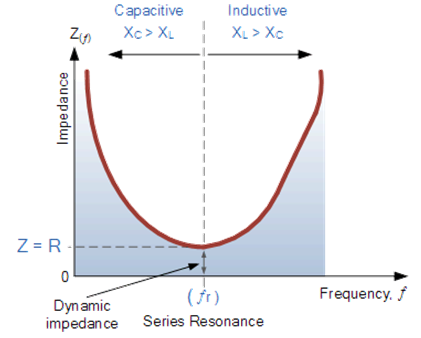 Capacitive
XC > XL
Inductive
XL > XC
Z(f)
Impedance
Z = R
0
Dynamic
impedance
(fr)
Series Resonance
Frequency, f